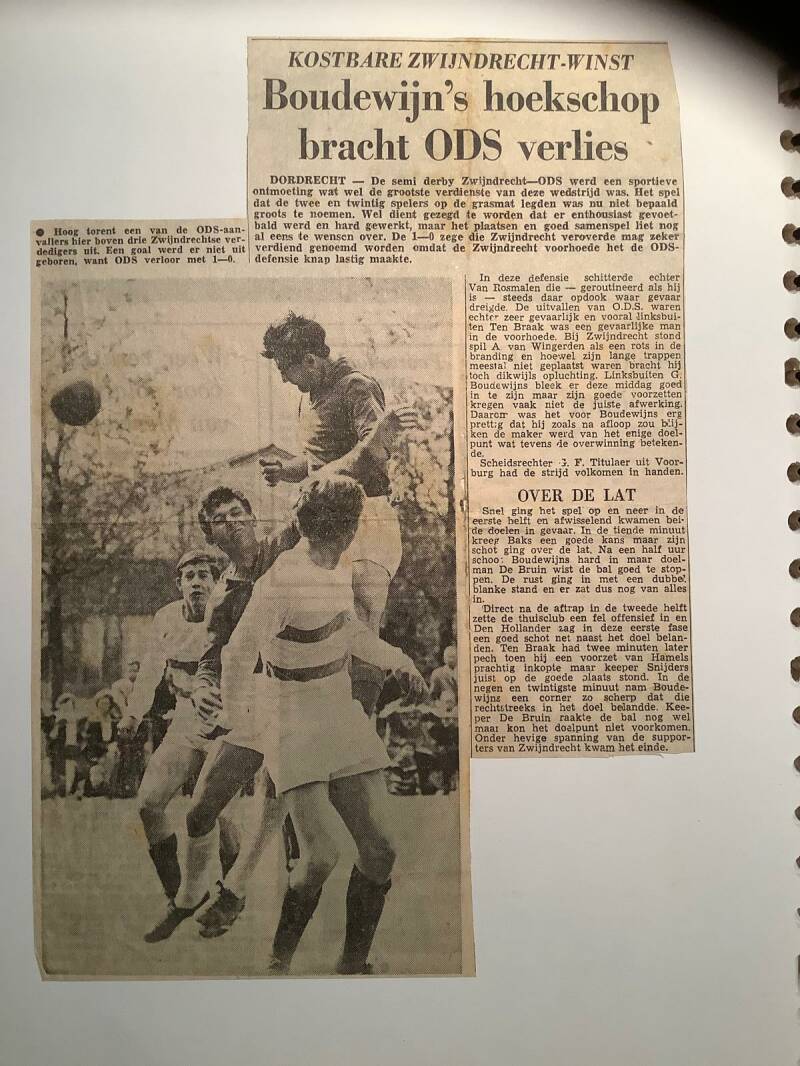 KOSTBARE ZWIJNDRECHT-WINST
Boudewijn's hoekschop
bracht ODS verlies
DORDRECHT — De semi derby Zwijndrecht—ODS werd een sportieve
ontmoeting wat wel de grootste verdienste van deze wedstrijd was. Het spel
dat de twee en twintig spelers op de grasmat legden was nu niet bepaald
groots te noemen. Wel dient gezegd te worden dat er enthousiast gevoet-
bald werd en hard gewerkt, maar het plaatsen en goed samenspel liet nog
al eens te wensen over. De 1—0 zege die Zwijndrecht veroverde mag zeker
verdiend genoemd worden omdat de Zwijndrecht voorhoede het de ODS-
defensie knap lastig maakte.
● Hoog torent een van de ODS-aan-
vallers hier boven drie Zwijndrechtse ver-
dedigers uit. Een goal werd er niet uit
geboren, want ODS verloor met 1—0.
In deze defensie schitterde echter
Van Rosmalen die — geroutineerd als hij
is — steeds daar opdook waar gevaar
dreigde. De uitvallen van O.D.S. waren
echter zeer gevaarlijk en vooral linksbui-
ten Ten Braak was een gevaarlijke man
in de voorhoede. Bij Zwijndrecht stond
spil A. van Wingerden als een rots in de
branding en hoewel zijn lange trappen
meestal niet geplaatst waren bracht hij
toch dikwijls opluchting. Linksbuiten G.
Boudewijns bleek er deze middag goed
in te zijn maar zijn goede voorzetten
kregen vaak niet de juiste afwerking.
Daarom was het voor Boudewijns erg
prettig dat hij zoals na afloop zou blij-
ken de maker werd van het enige doel-
punt wat tevens de overwinning beteken-
de.
Scheidsrechter G. F. Titulaer uit Voor-
burg had de strijd volkomen in handen.
OVER DE LAT
Snel ging het spel op en neer in de
eerste helft en afwisselend kwamen bei-
de doelen in gevaar. In de tiende minuut
kreeg Baks een goede kans maar zijn
schot ging over de lat. Na een half uur
schoot Boudewijns hard in maar doel-
man De Bruin wist de bal goed te stop-
pen. De rust ging in met een dubbel
blanke stand en er zat dus nog van alles
in.
Direct na de aftrap in de tweede helft
zette de thuisclub een fel offensief in en
Den Hollander zag in deze eerste fase
een goed schot net naast het doel belan-
den. Ten Braak had twee minuten later
pech toen hij een voorzet van Hamels
prachtig inkopte maar keeper Snijders
juist op de goede plaats stond. In de
negen en twintigste minuut nam Boude-
wijns een corner zo scherp dat die
rechtstreeks in het doel belandde. Kee-
per De Bruin raakte de bal nog wel
maar kon het doelpunt niet voorkomen.
Onder hevige spanning van de suppor-
ters van Zwijndrecht kwam het einde.